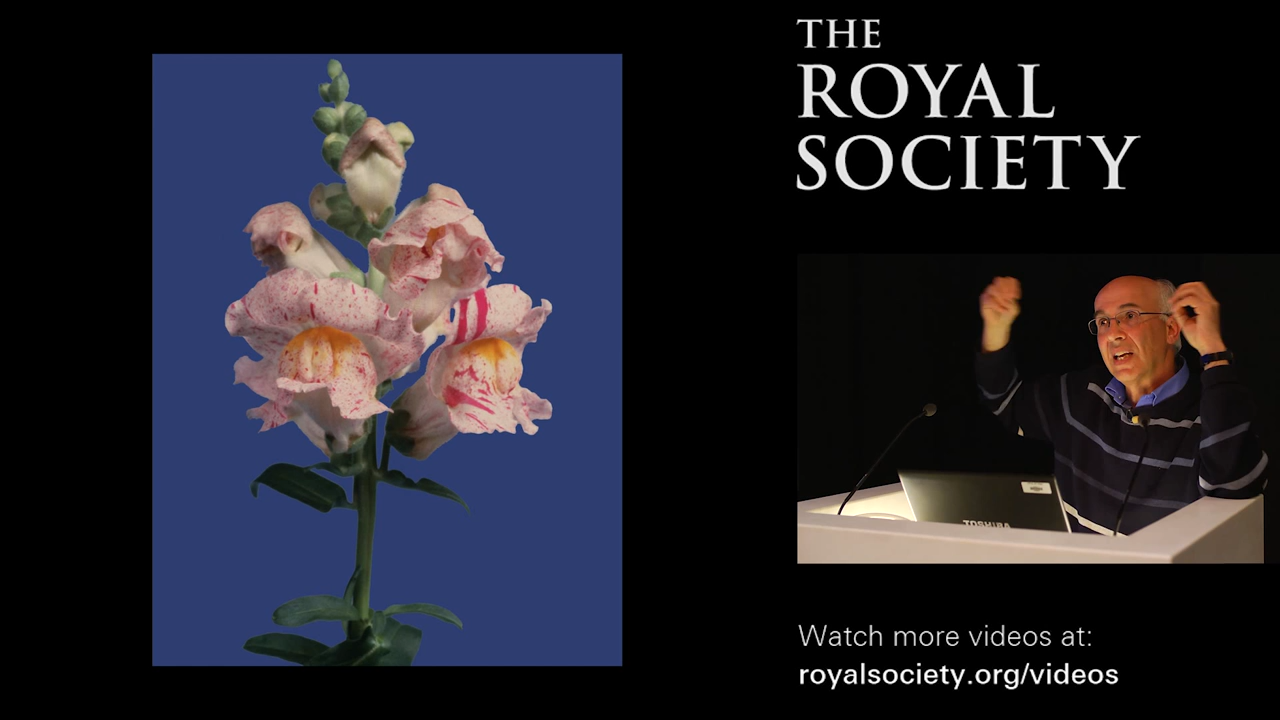 THE
ROYAL
SOCIETY
TOSHIBA
Watch more videos at:
royalsociety.org/videos